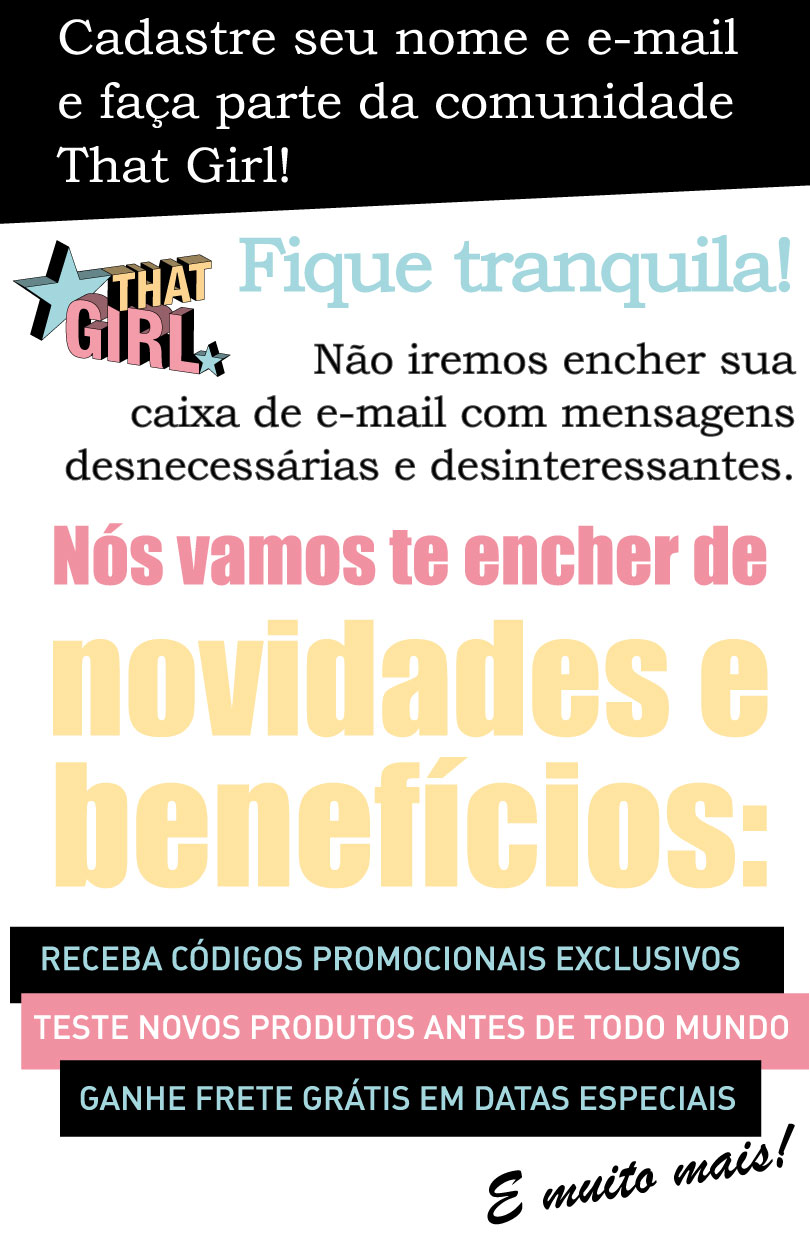 Cadastre seu nome e e-mail
e faça parte da comunidade
That Girl!
THAT
GIRL
Fique tranquila!
Não iremos encher sua
caixa de e-mail com mensagens
desnecessárias e desinteressantes.
Nós vamos te encher de
novidades e
benefícios:
RECEBA CÓDIGOS PROMOCIONAIS EXCLUSIVOS
TESTE NOVOS PRODUTOS ANTES DE TODO MUNDO
GANHE FRETE GRÁTIS EM DATAS ESPECIAIS
E muito mais!